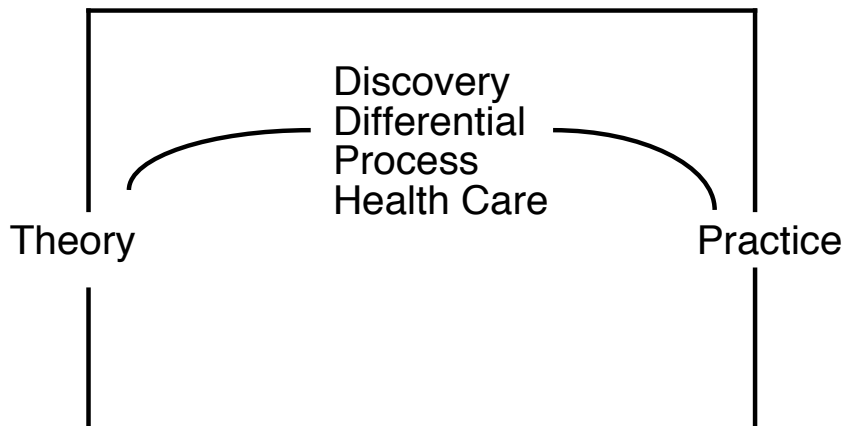 Discovery
Differential
Process
Health Care
Theory
Practice